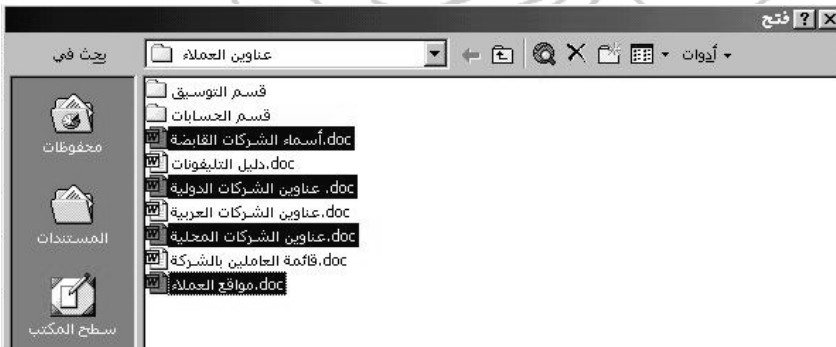 فتح
بحث في
عناوين العملاء
أدوات
قسم التوسيق
قسم الحسابات
أسماء الشركات القابضة.doc
دليل التليفونات.doc
عناوين الشركات الدولية.doc
عناوين الشركات العربية.doc
عناوين الشركات المحلية.doc
قائمة العاملين بالشركة.doc
مواقع العملاء.doc
محفوظات
المستندات
سطح المكتب